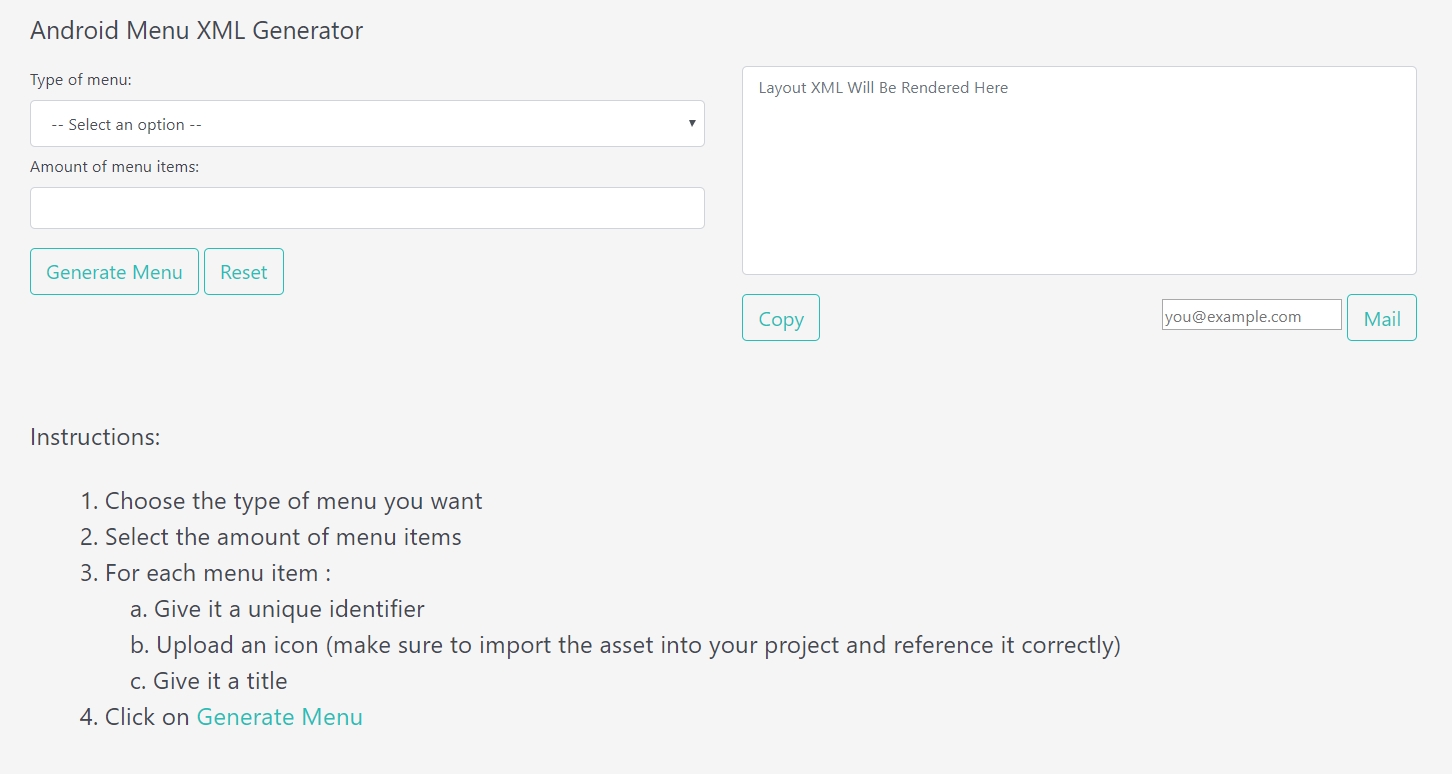 Android Menu XML Generator
Type of menu:
-- Select an option --
Amount of menu items:
Generate Menu Reset
Layout XML Will Be Rendered Here
Copy you@example.com Mail
Instructions:
1. Choose the type of menu you want
2. Select the amount of menu items
3. For each menu item :
a. Give it a unique identifier
b. Upload an icon (make sure to import the asset into your project and reference it correctly)
c. Give it a title
4. Click on Generate Menu